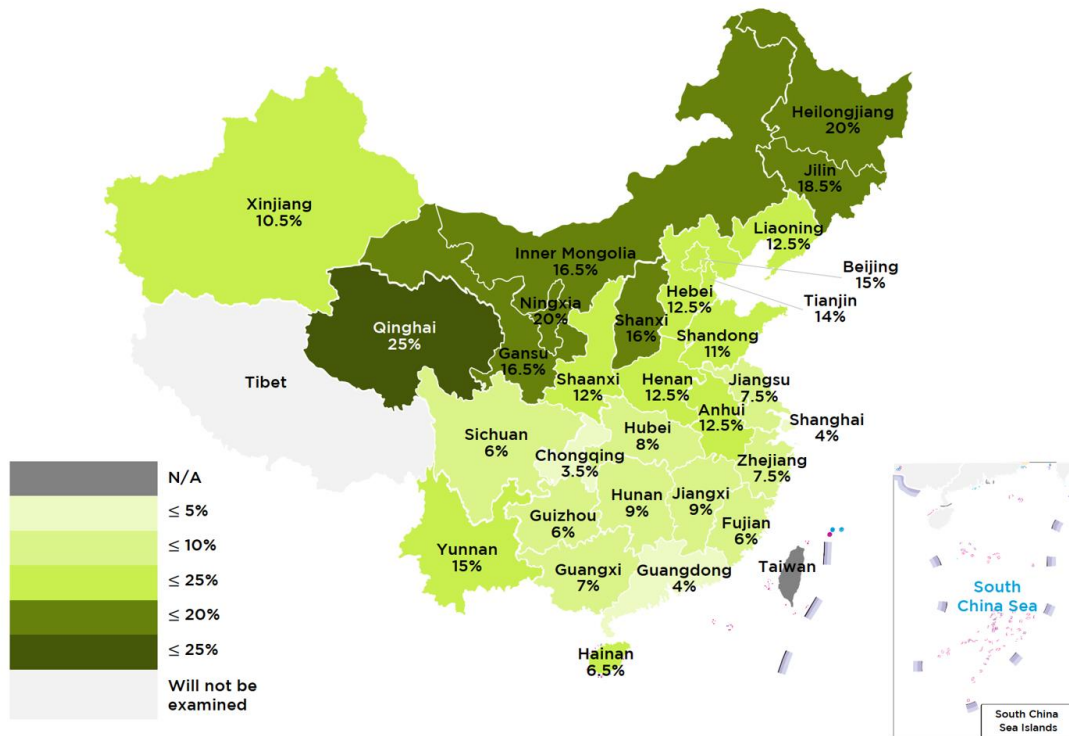 Heilongjiang
20%
Jilin
18.5%
Xinjiang
10.5%
Liaoning
12.5%
Inner Mongolia
16.5%
Beijing
15%
Hebei
12.5%
Tianjin
14%
Ningxia
20%
Shanxi
16%
Qinghai
25%
Shandong
11%
Gansu
16.5%
Tibet
Shaanxi
12%
Henan
12.5%
Jiangsu
7.5%
Anhui
12.5%
Shanghai
4%
Sichuan
6%
Hubei
8%
Chongqing
3.5%
Zhejiang
7.5%
Hunan
9%
Jiangxi
9%
Guizhou
6%
Fujian
6%
Yunnan
15%
Guangxi
7%
Guangdong
4%
Taiwan
Hainan
6.5%
N/A
≤ 5%
≤ 10%
≤ 25%
≤ 20%
≤ 25%
Will not be
examined
South
China Sea
South China
Sea Islands